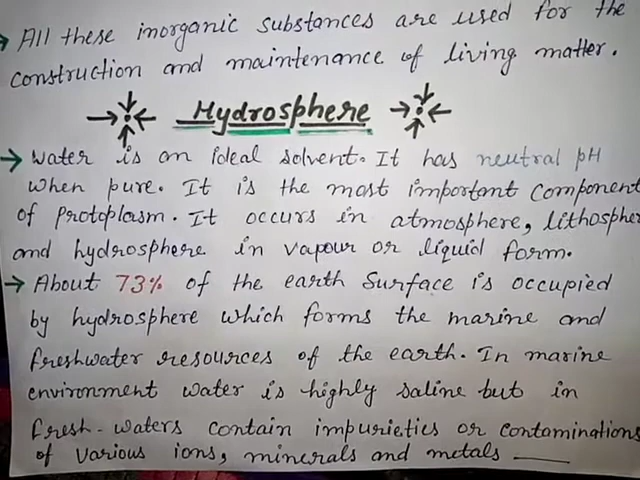 → All these inorganic substances are used for the
construction and maintenance of living matter.
Hydrosphere
→ Water is an ideal solvent. It has neutral pH
when pure. It is the most important component
of protoplasm. It occurs in atmosphere, lithospher
and hydrosphere in vapour or liquid form.
→ About 73% of the earth surface is occupied
by hydrosphere which forms the marine and
freshwater resources of the earth. In marine
environment water is highly saline but in
fresh-waters contain impurieties or contaminations
of various ions, minerals and metals